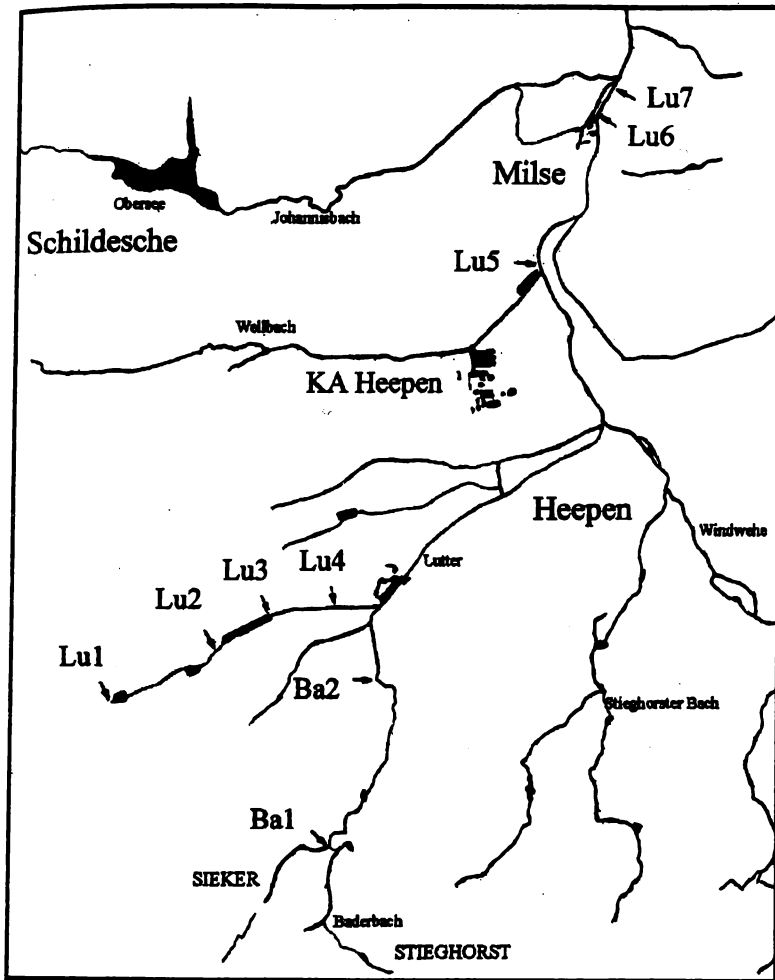 Lu7
Lu6
Milse
Obersee
Johannisbach
Schildesche
Lu5
Wellbach
KA Heepen
Heepen
Windwehe
Lutter
Lu4
Lu3
Lu2
Lu1
Ba2
Stieghorster Bach
Ba1
SIEKER
Baderbach
STIEGHORST